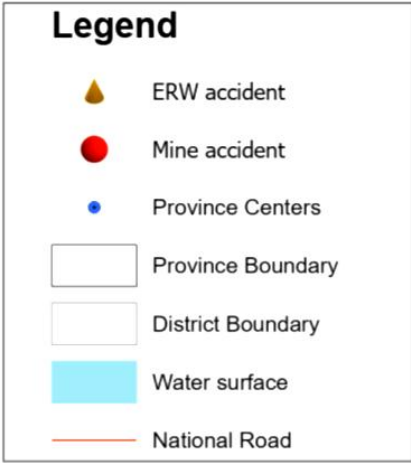 Legend
ERW accident
Mine accident
Province Centers
Province Boundary
District Boundary
Water surface
National Road